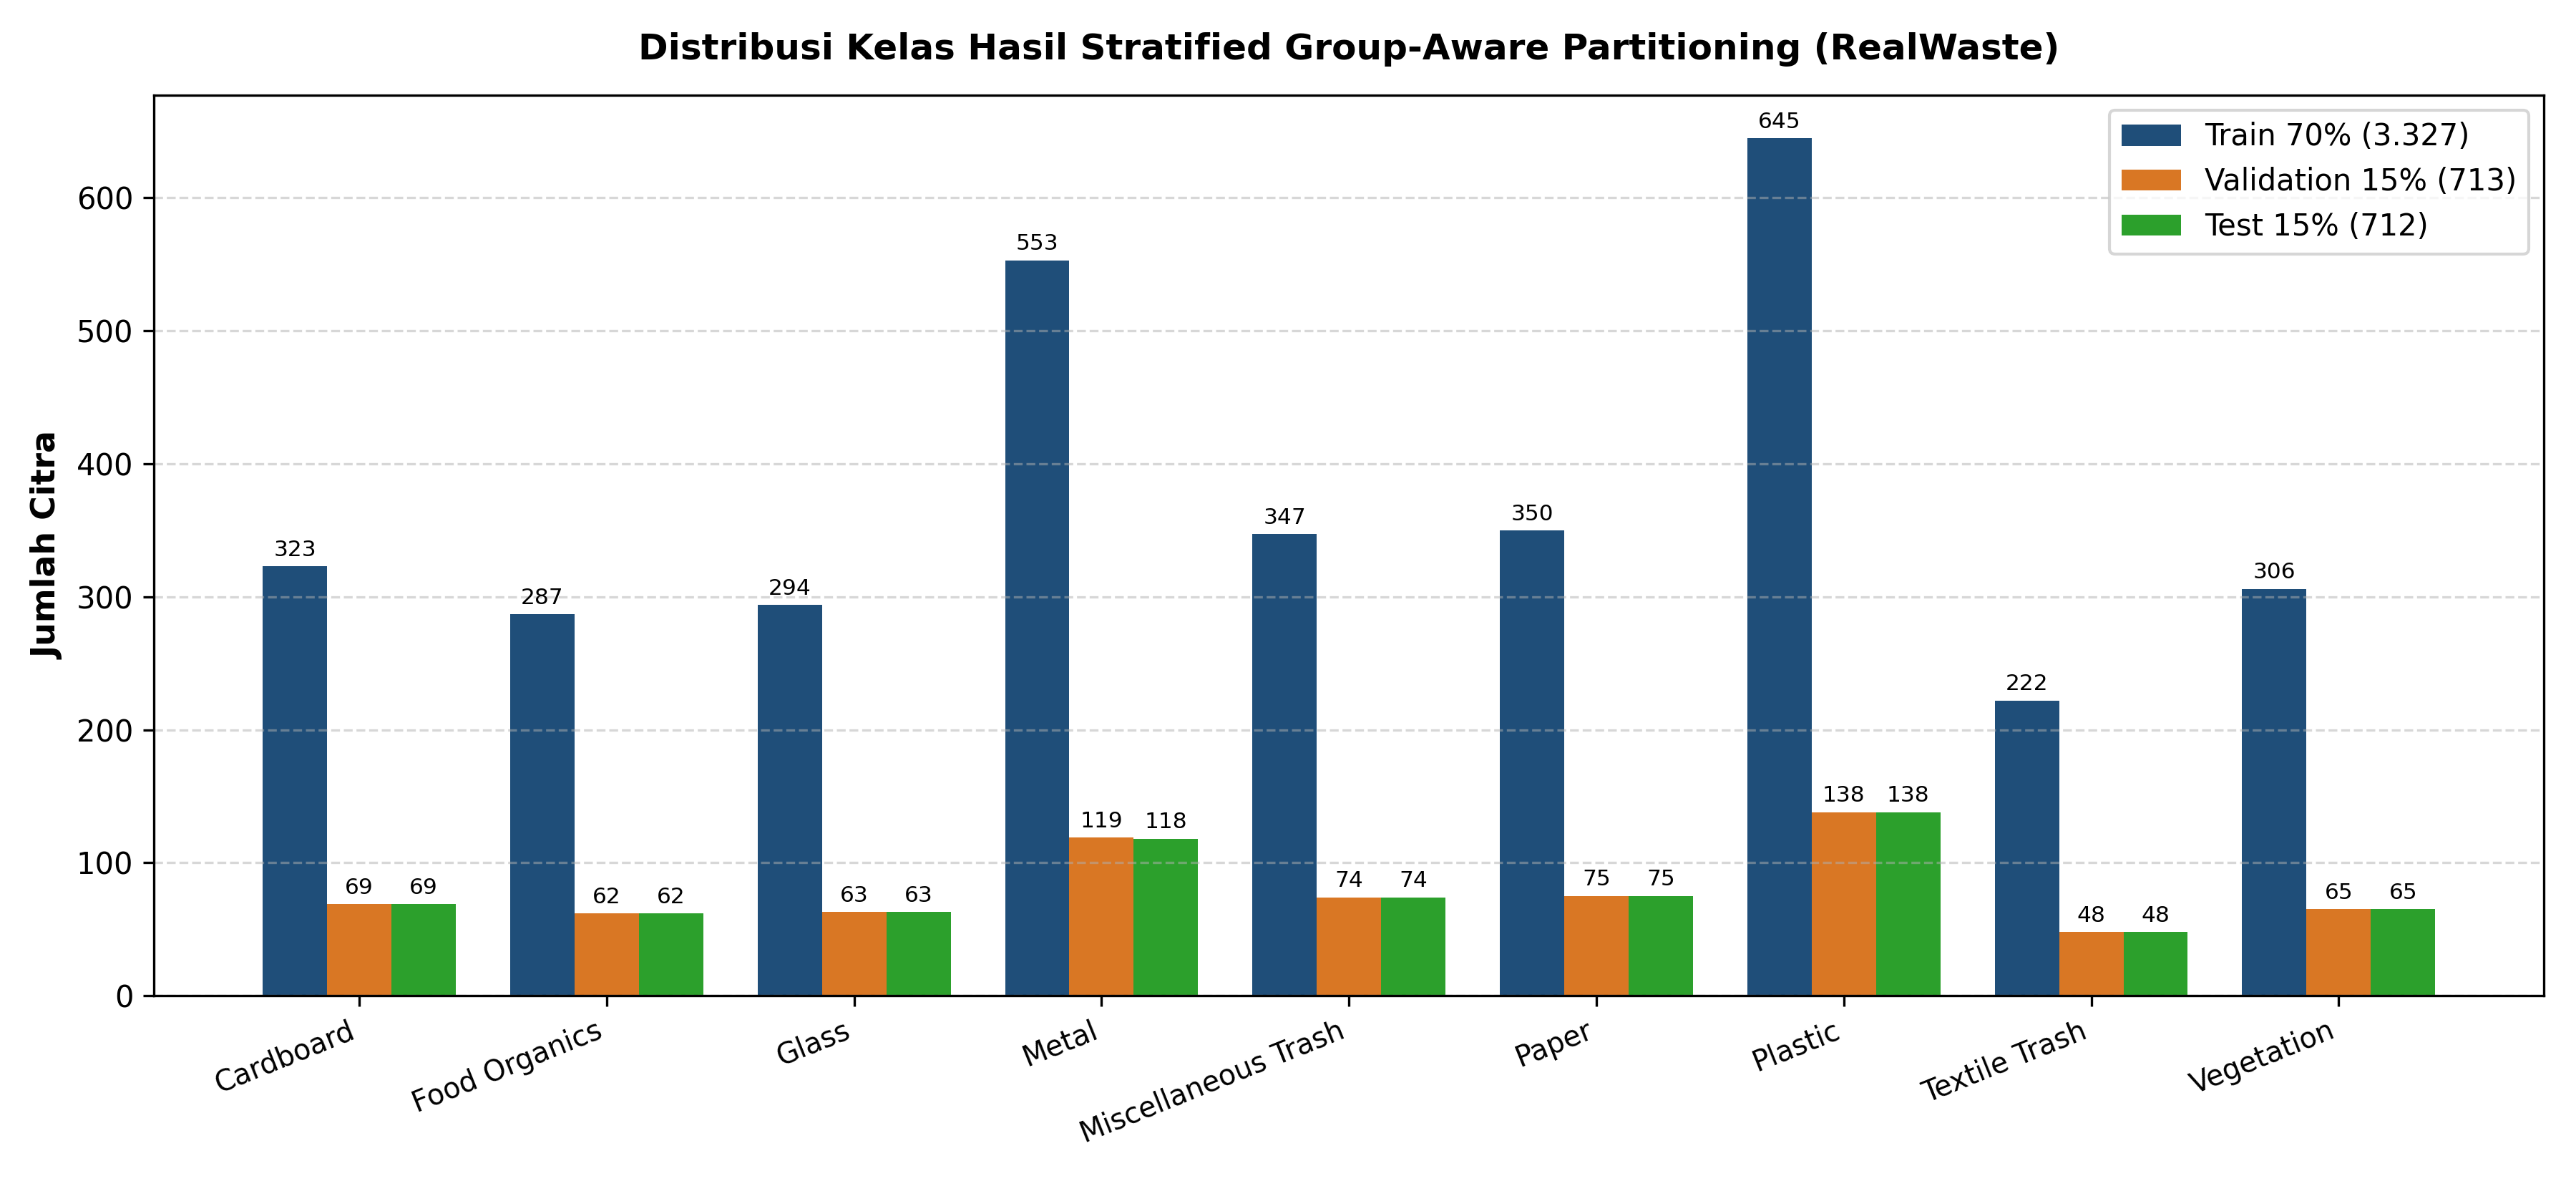 Distribusi Kelas Hasil Stratified Group-Aware Partitioning (RealWaste)
Train 70% (3.327)
Validation 15% (713)
Test 15% (712)
Jumlah Citra
600
500
400
300
200
100
0
323
69
69
287
62
62
294
63
63
553
119
118
347
74
74
350
75
75
645
138
138
222
48
48
306
65
65
Cardboard
Food Organics
Glass
Metal
Miscellaneous Trash
Paper
Plastic
Textile Trash
Vegetation